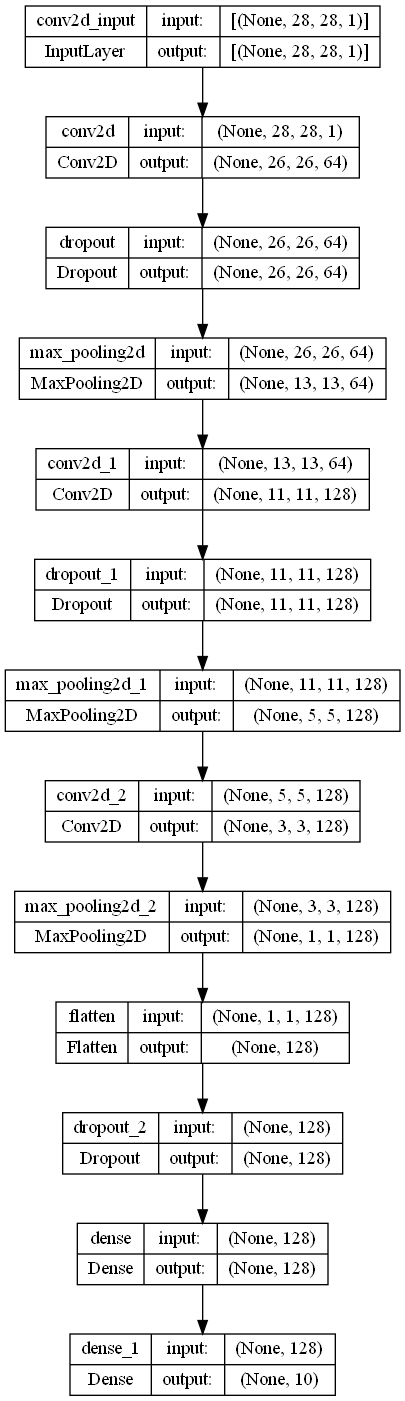 conv2d_input input: [(None, 28, 28, 1)]
InputLayer output: [(None, 28, 28, 1)]
conv2d input: (None, 28, 28, 1)
Conv2D output: (None, 26, 26, 64)
dropout input: (None, 26, 26, 64)
Dropout output: (None, 26, 26, 64)
max_pooling2d input: (None, 26, 26, 64)
MaxPooling2D output: (None, 13, 13, 64)
conv2d_1 input: (None, 13, 13, 64)
Conv2D output: (None, 11, 11, 128)
dropout_1 input: (None, 11, 11, 128)
Dropout output: (None, 11, 11, 128)
max_pooling2d_1 input: (None, 11, 11, 128)
MaxPooling2D output: (None, 5, 5, 128)
conv2d_2 input: (None, 5, 5, 128)
Conv2D output: (None, 3, 3, 128)
max_pooling2d_2 input: (None, 3, 3, 128)
MaxPooling2D output: (None, 1, 1, 128)
flatten input: (None, 1, 1, 128)
Flatten output: (None, 128)
dropout_2 input: (None, 128)
Dropout output: (None, 128)
dense input: (None, 128)
Dense output: (None, 128)
dense_1 input: (None, 128)
Dense output: (None, 10)